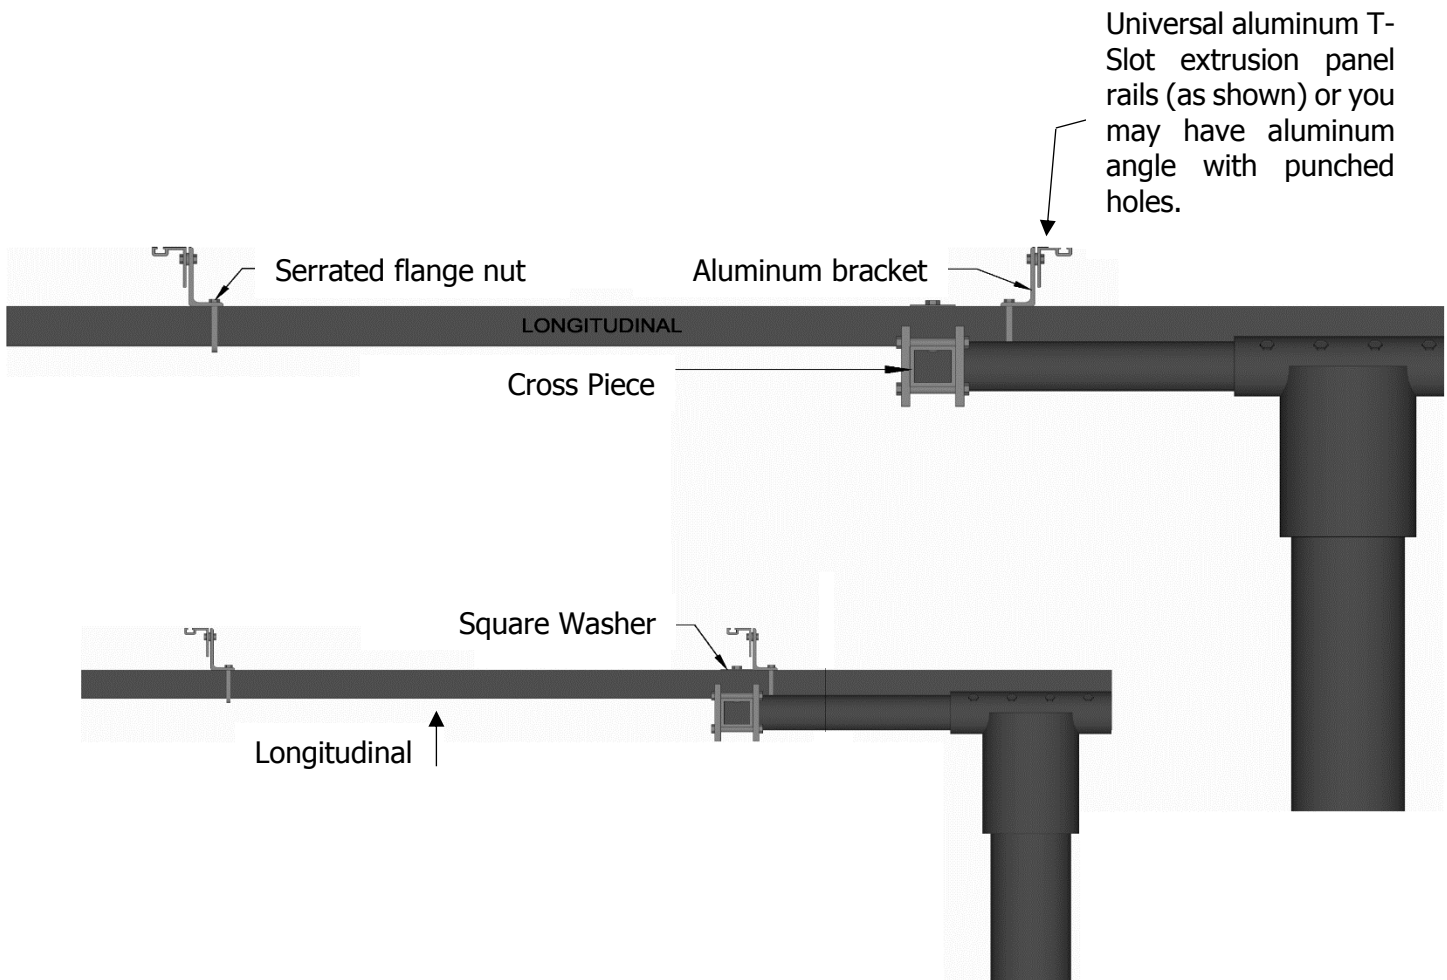 Universal aluminum T-
Slot extrusion panel
rails (as shown) or you
may have aluminum
angle with punched
holes.
Serrated flange nut
Aluminum bracket
LONGITUDINAL
Cross Piece
Square Washer
Longitudinal